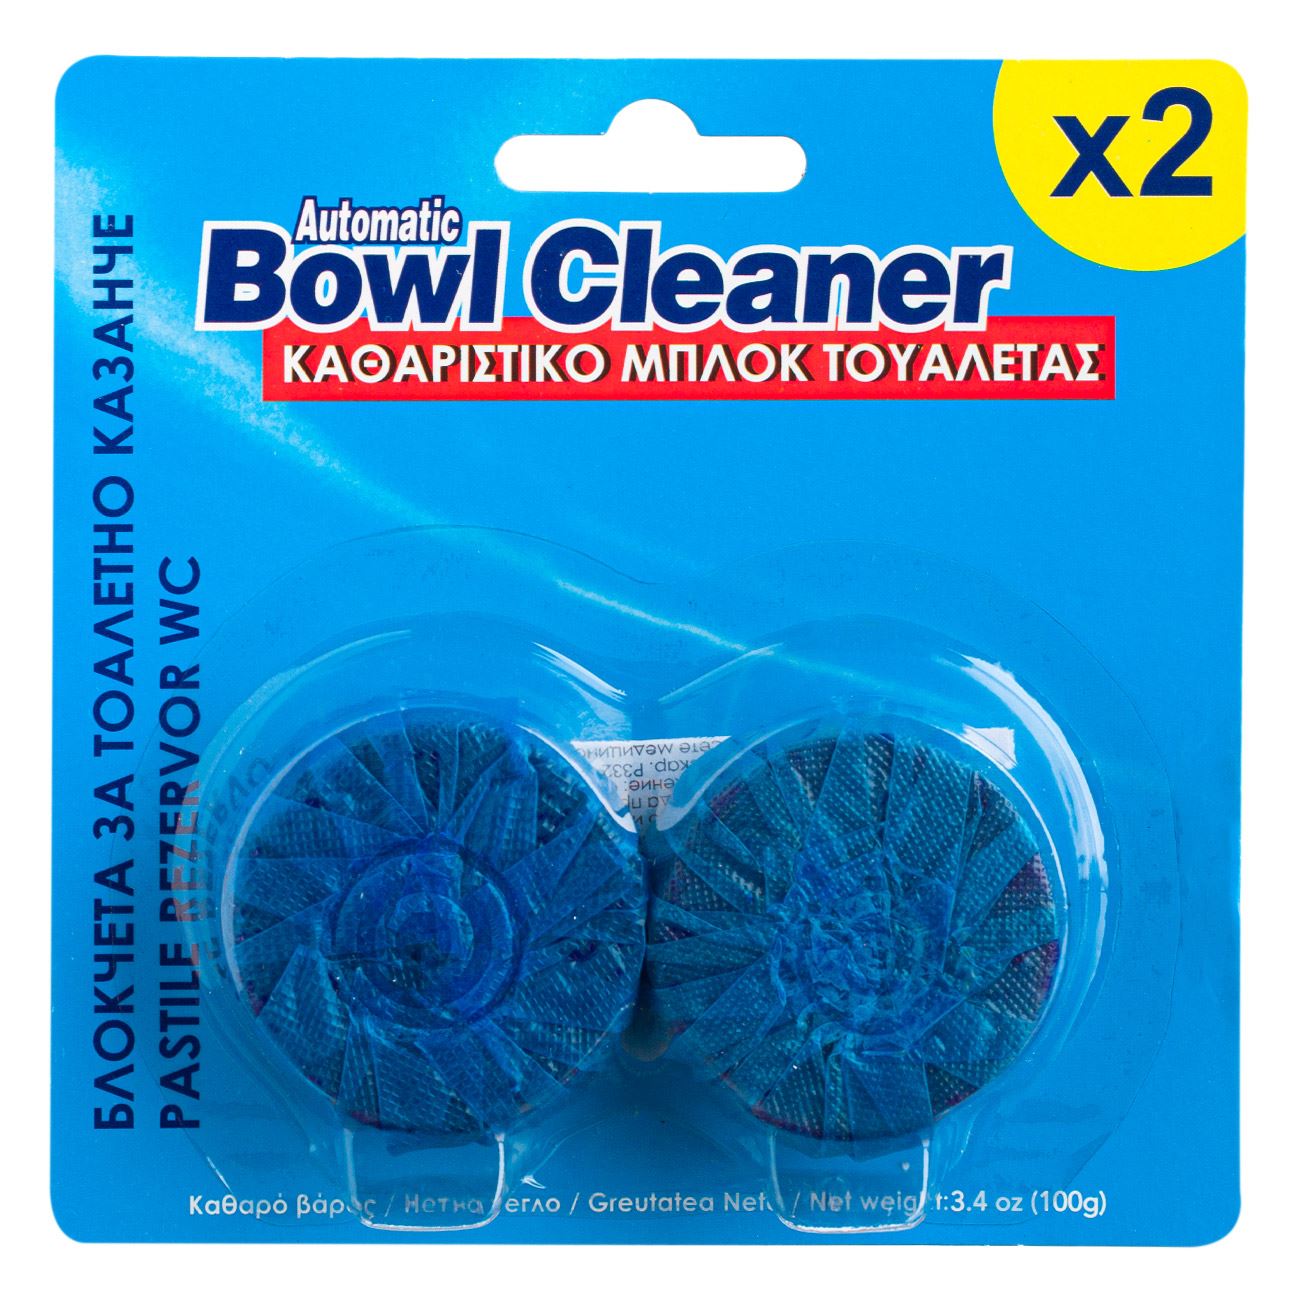 x2
Automatic
Bowl Cleaner
ΚΑΘΑΡΙΣΤΙΚΟ ΜΠΛΟΚ ΤΟΥΑΛΕΤΑΣ
БЛОКЧЕТА ЗА ТОАЛЕТНО КАЗАНЧЕ
PASTILE REZERVOR WC
Καθαρό βάρος / Нетна тегло / Greutatea Neta / Net weight:3.4 oz (100g)